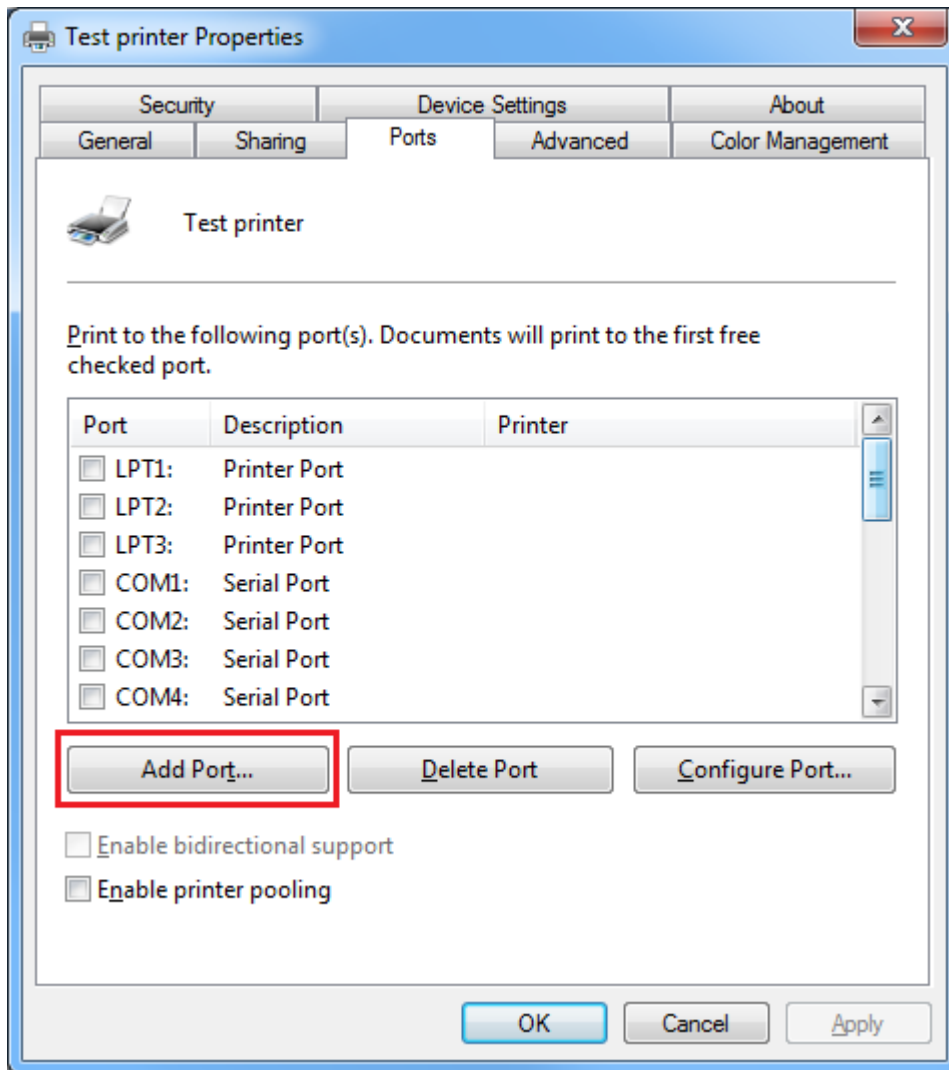 Test printer Properties
Security Device Settings About
General Sharing Ports Advanced Color Management
Test printer
Print to the following port(s). Documents will print to the first free
checked port.
Port Description Printer
LPT1: Printer Port
LPT2: Printer Port
LPT3: Printer Port
COM1: Serial Port
COM2: Serial Port
COM3: Serial Port
COM4: Serial Port
Add Port... Delete Port Configure Port...
Enable bidirectional support
Enable printer pooling
OK Cancel Apply